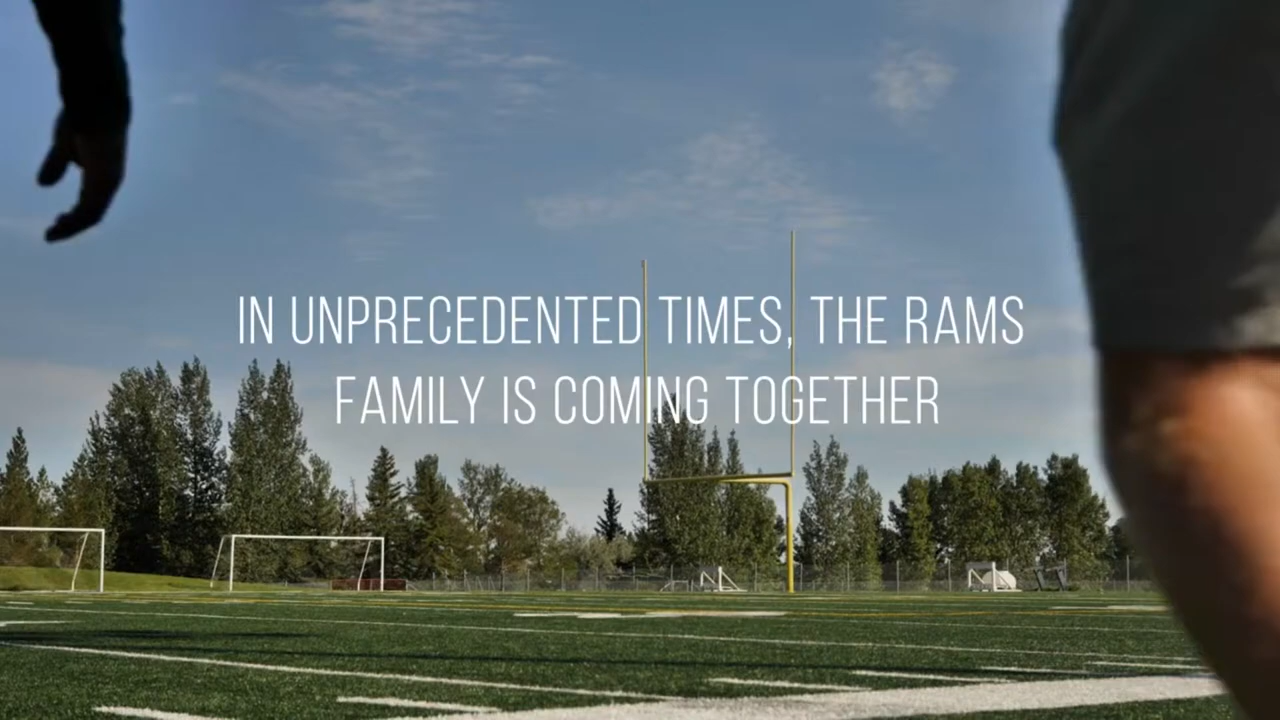 IN UNPRECEDENTED TIMES, THE RAMS
FAMILY IS COMING TOGETHER